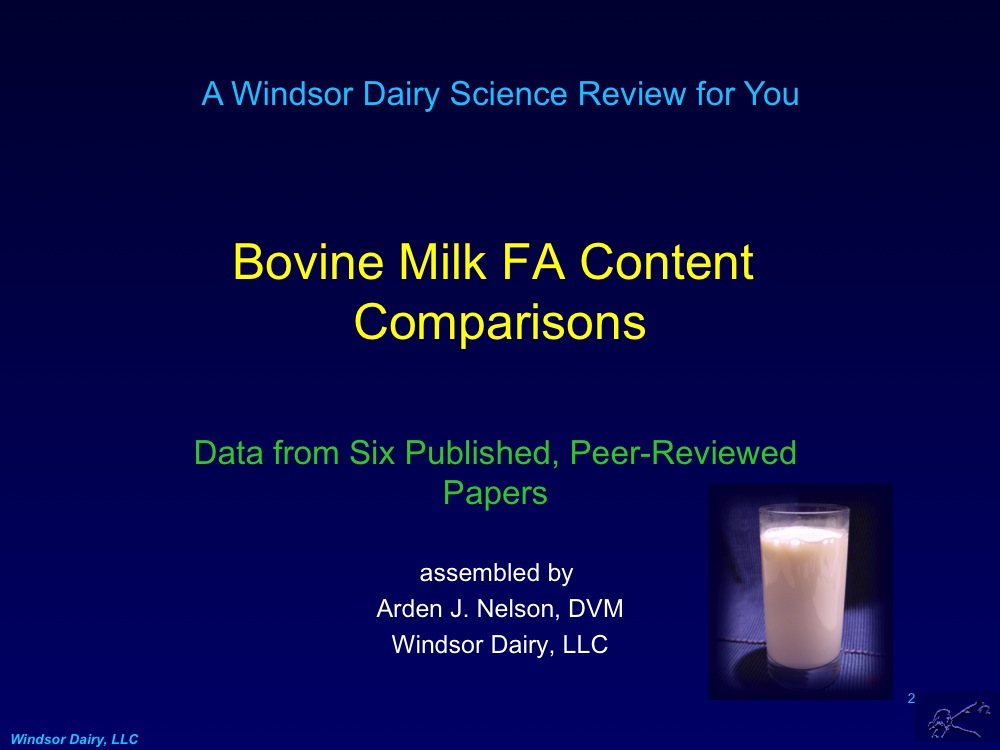 A Windsor Dairy Science Review for You
Bovine Milk FA Content
Comparisons
Data from Six Published, Peer-Reviewed
Papers
assembled by
Arden J. Nelson, DVM
Windsor Dairy, LLC
2
Windsor Dairy, LLC